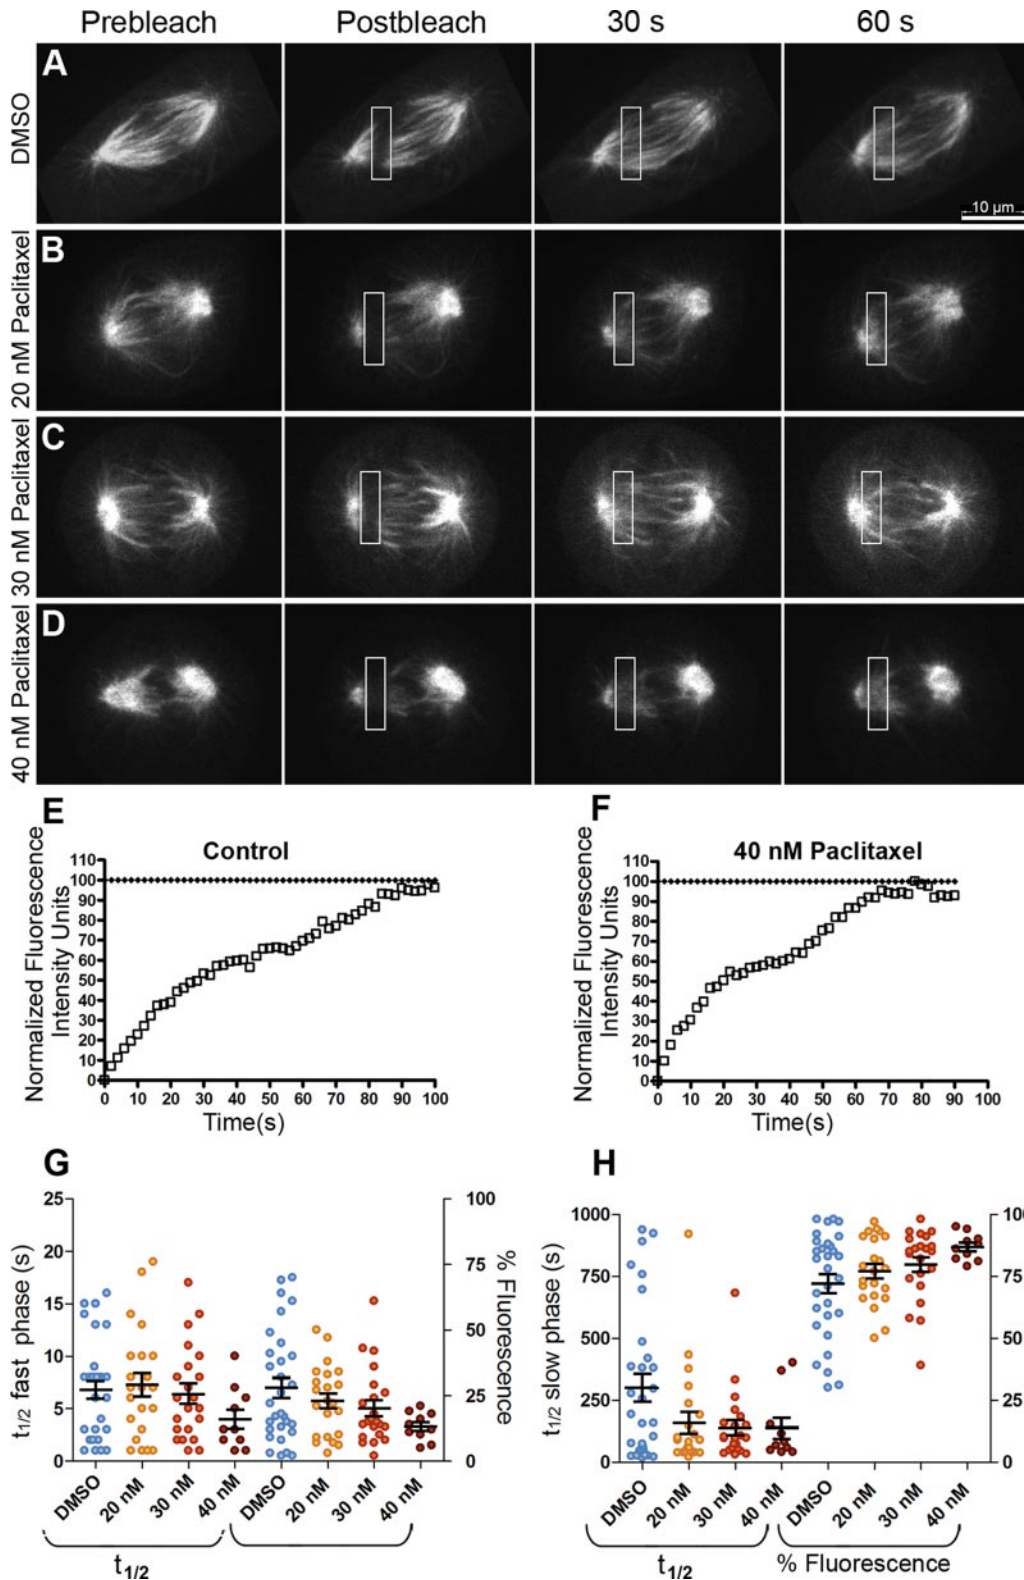 Prebleach Postbleach 30 s 60 s
A
DMSO
10 µm
B
20 nM Paclitaxel
C
30 nM Paclitaxel
D
40 nM Paclitaxel
E
Control
Normalized Fluorescence
Intensity Units
110
100
90
80
70
60
50
40
30
20
10
0
0 10 20 30 40 50 60 70 80 90 100
Time(s)
F
40 nM Paclitaxel
Normalized Fluorescence
Intensity Units
110
100
90
80
70
60
50
40
30
20
10
0
0 10 20 30 40 50 60 70 80 90 100
Time(s)
G
t1/2 fast phase (s)
25
20
15
10
5
0
100
75
50
25
0
% Fluorescence
DMSO 20 nM 30 nM 40 nM DMSO 20 nM 30 nM 40 nM
t1/2
H
t1/2 slow phase (s)
1000
750
500
250
0
10
75
50
25
0
DMSO 20 nM 30 nM 40 nM DMSO 20 nM 30 nM 40 nM
t1/2 % Fluorescence